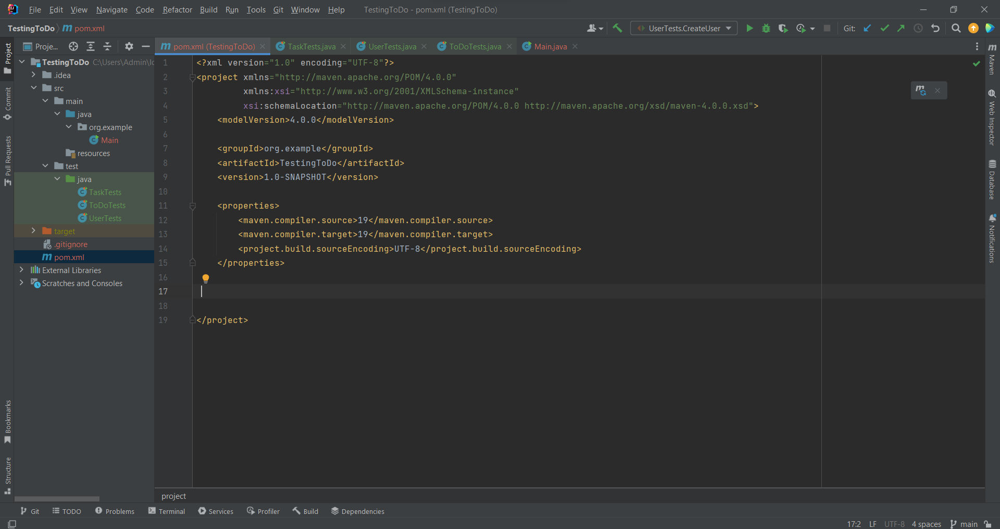 File Edit View Navigate Code Refactor Build Run Tools Git Window Help TestingToDo - pom.xml (TestingToDo)
TestingToDo pom.xml UserTests.CreateUser Git:
Proje... pom.xml (TestingToDo) TaskTests.java UserTests.java ToDoTests.java Main.java
Project
Commit
Pull Requests
Bookmarks
Structure
TestingToDo C:\Users\Admin\Ic
.idea
src
main
java
org.example
Main
resources
test
java
TaskTests
ToDoTests
UserTests
target
.gitignore
pom.xml
External Libraries
Scratches and Consoles
1 <?xml version="1.0" encoding="UTF-8"?>
2 <project xmlns="http://maven.apache.org/POM/4.0.0"
3 xmlns:xsi="http://www.w3.org/2001/XMLSchema-instance"
4 xsi:schemaLocation="http://maven.apache.org/POM/4.0.0 http://maven.apache.org/xsd/maven-4.0.0.xsd">
5 <modelVersion>4.0.0</modelVersion>
6
7 <groupId>org.example</groupId>
8 <artifactId>TestingToDo</artifactId>
9 <version>1.0-SNAPSHOT</version>
10
11 <properties>
12 <maven.compiler.source>19</maven.compiler.source>
13 <maven.compiler.target>19</maven.compiler.target>
14 <project.build.sourceEncoding>UTF-8</project.build.sourceEncoding>
15 </properties>
16
17
18
19 </project>
Maven
Web Inspector
Database
Notifications
project
Git TODO Problems Terminal Services Profiler Build Dependencies
17:2 LF UTF-8 4 spaces main